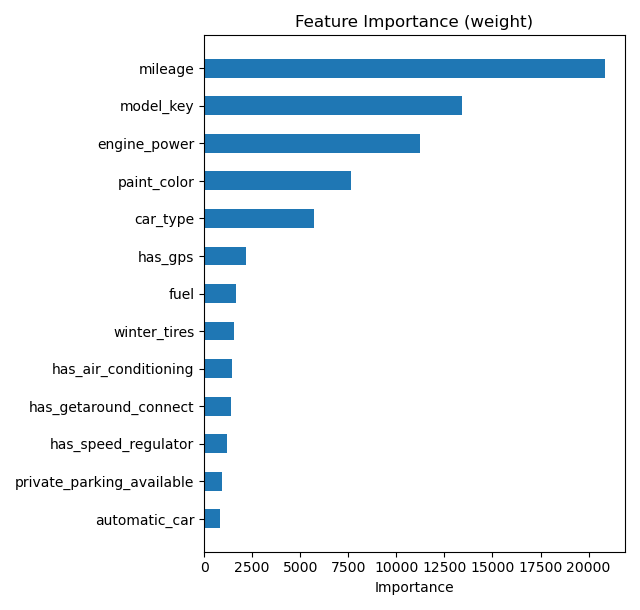 Feature Importance (weight)
mileage
model_key
engine_power
paint_color
car_type
has_gps
fuel
winter_tires
has_air_conditioning
has_getaround_connect
has_speed_regulator
private_parking_available
automatic_car
0 2500 5000 7500 10000 12500 15000 17500 20000
Importance